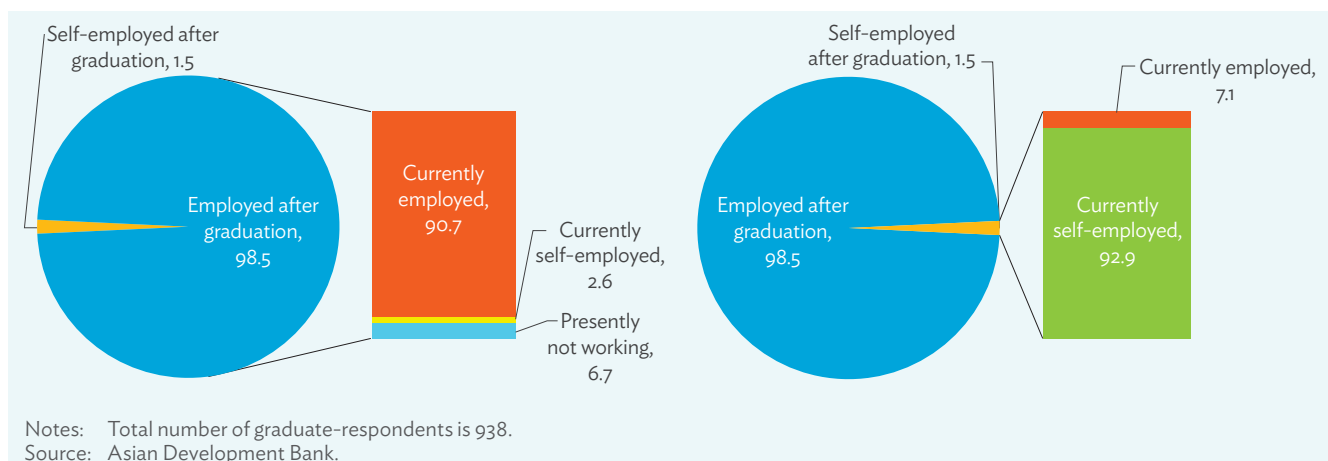 Self-employed after
graduation, 1.5
Employed after
graduation,
98.5
Currently
employed,
90.7
Currently
self-employed,
2.6
Presently
not working,
6.7
Self-employed
after graduation, 1.5
Employed after
graduation,
98.5
Currently employed,
7.1
Currently
self-employed,
92.9
Notes: Total number of graduate-respondents is 938.
Source: Asian Development Bank.